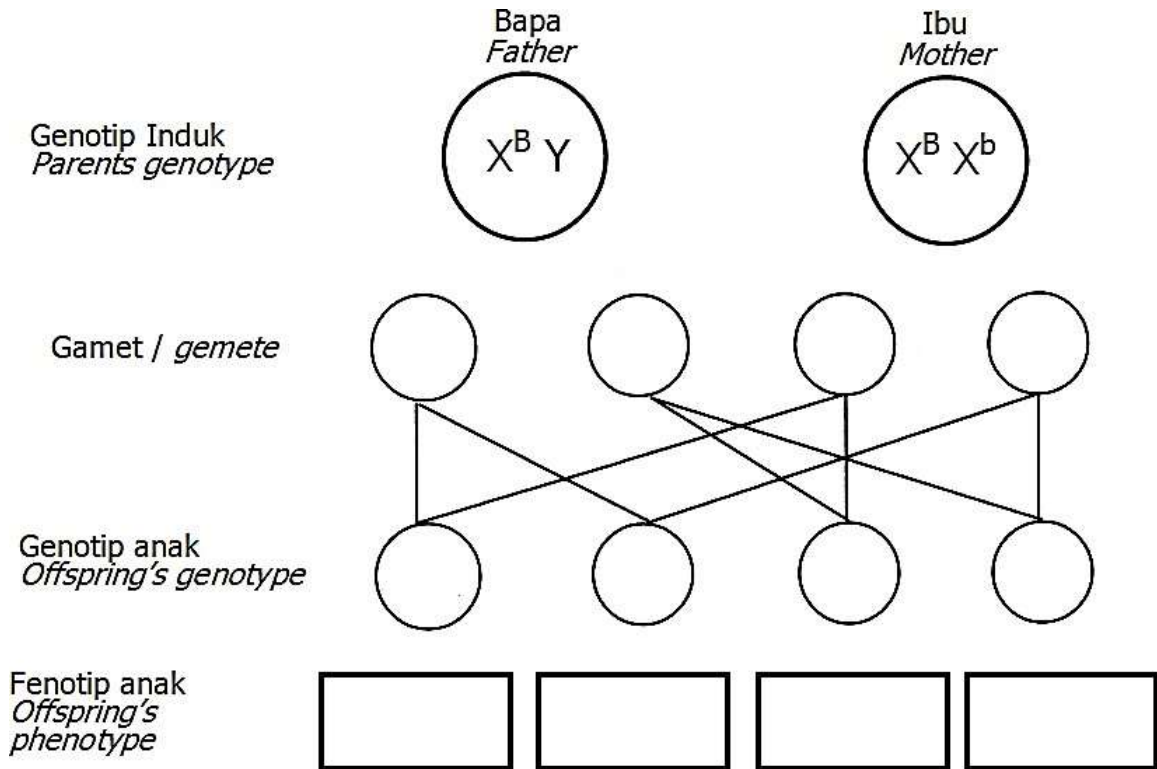 Bapa
Father
Ibu
Mother
Genotip Induk
Parents genotype
X^B Y
X^B X^b
Gamet / gemete
Genotip anak
Offspring's genotype
Fenotip anak
Offspring's
phenotype